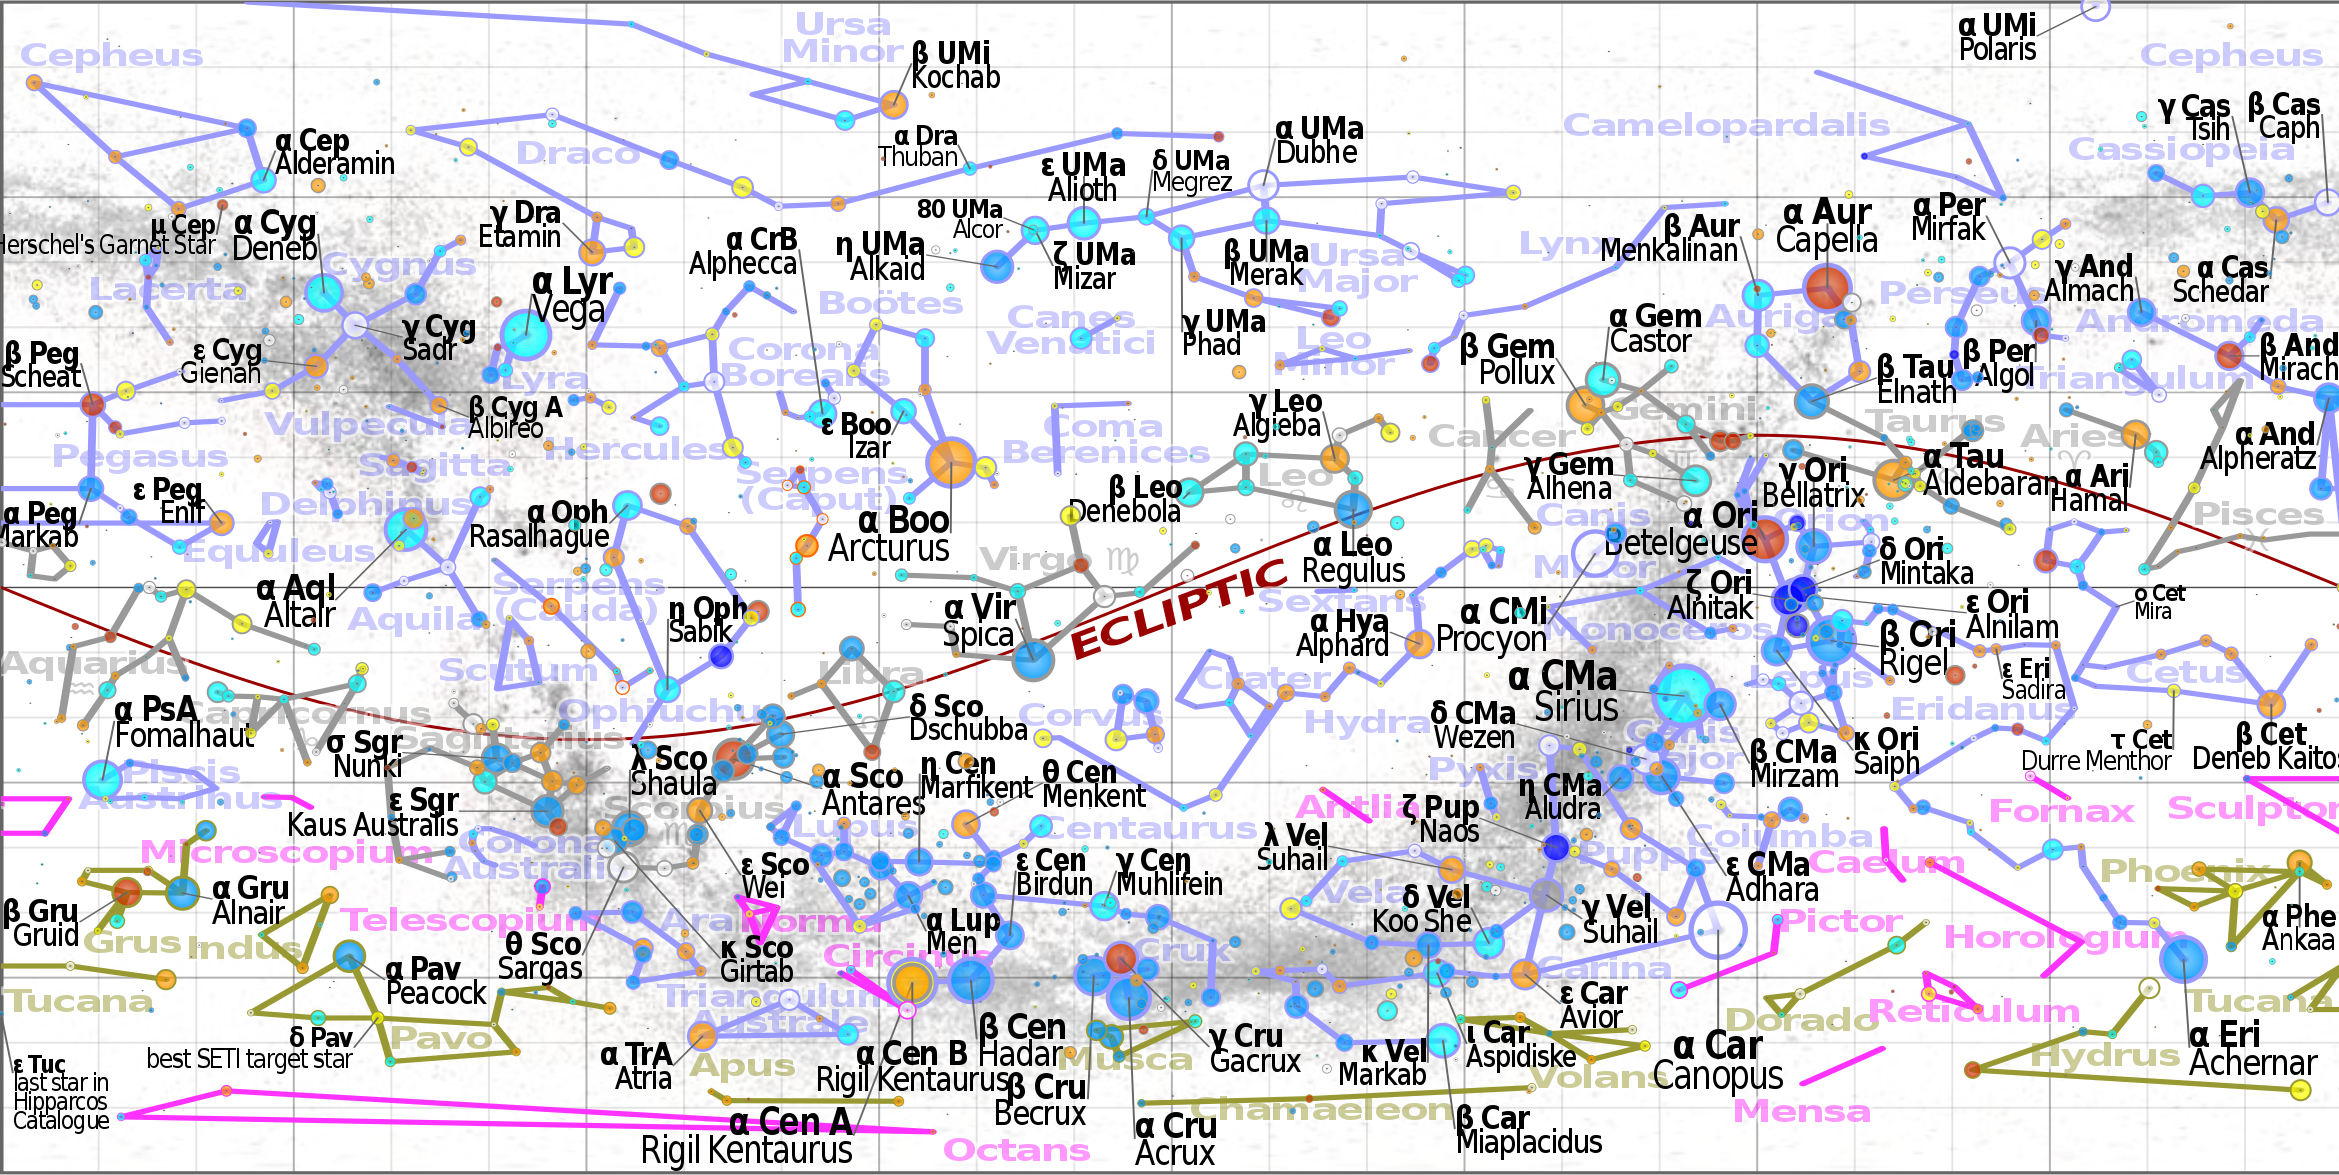 Ursa
Minor
α UMi
Polaris
Cepheus
β UMi
Kochab
Cepheus
γ Cas
Tsih
β Cas
Caph
α Cep
Alderamin
Draco
α Dra
Thuban
ε UMa
Alioth
δ UMa
Megrez
α UMa
Dubhe
Camelopardalis
Cassiopeia
μ Cep
Herschel's Garnet Star
α Cyg
Deneb
γ Dra
Etamin
α CrB
Alphecca
80 UMa
Alcor
η UMa
Alkaid
ζ UMa
Mizar
β UMa
Merak
Ursa
Major
Lynx
β Aur
Menkalinan
α Aur
Capella
α Per
Mirfak
γ And
Almach
α Cas
Schedar
Lacerta
Cygnus
α Lyr
Vega
Boötes
Canes
Venatici
γ UMa
Phad
Leo
Minor
α Gem
Castor
β Gem
Pollux
Auriga
Perseus
Andromeda
β Peg
Scheat
ε Cyg
Gienah
γ Cyg
Sadr
Lyra
Corona
Boreans
β Tau
Elnath
β Per
Algol
Triangulum
β And
Mirach
Vulpecula
β Cyg A
Albireo
Hercules
ε Boo
Izar
Coma
Berenices
γ Leo
Algieba
Cancer
Gemini
Taurus
Aries
α And
Alpheratz
Pegasus
Sagitta
Serpens
(Caput)
Leo
♌
γ Gem
Alhena
γ Ori
Bellatrix
α Tau
Aldebaran
α Ari
Hamal
♈
α Peg
Markab
ε Peg
Enif
Delphinus
Equuleus
α Oph
Rasalhague
α Boo
Arcturus
β Leo
Denebola
α Leo
Regulus
Canis
Minor
α Ori
Betelgeuse
Orion
δ Ori
Mintaka
Pisces
♓
Virgo ♍
ECLIPTIC
Sextans
α Aql
Altair
Aquila
Serpens
(Cauda)
η Oph
Sabik
α Vir
Spica
α Hya
Alphard
α CMi
Procyon
Monoceros
ζ Ori
Alnitak
ε Ori
Alnilam
β Ori
Rigel
ο Cet
Mira
ε Eri
Sadira
Cetus
Aquarius
♒
Scutum
Libra
Crater
α CMa
Sirius
Lepus
Eridanus
α PsA
Fomalhaut
Capricornus
♑
Sagittarius
Ophiuchus
δ Sco
Dschubba
Corvus
Hydra
δ CMa
Wezen
Canis
Major
β CMa
Mirzam
κ Ori
Saiph
τ Cet
Durre Menthor
β Cet
Deneb Kaitos
Piscis
Austrinus
σ Sgr
Nunki
λ Sco
Shaula
α Sco
Antares
η Cen
Marfikent
θ Cen
Menkent
Pyxis
η CMa
Aludra
Antlia
ζ Pup
Naos
Columba
Fornax
Sculptor
ε Sgr
Kaus Australis
Scorpius
♏
Lupus
Centaurus
λ Vel
Suhail
Puppis
Caelum
Microscopium
Corona
Australi
ε Sco
Wei
ε Cen
Birdun
γ Cen
Muhlifein
Vela
δ Vel
Koo She
γ Vel
Suhail
ε CMa
Adhara
Phoenix
α Phe
Ankaa
β Gru
Gruid
α Gru
Alnair
Grus
Indus
Telescopium
Ara
Norma
α Lup
Men
Circinus
Crux
Carina
Pictor
Horologium
θ Sco
Sargas
κ Sco
Girtab
α Pav
Peacock
Tucana
Triangulum
Australe
ε Car
Avior
Dorado
Reticulum
Tucana
δ Pav
best SETI target star
Pavo
α TrA
Atria
Apus
α Cen B
Rigil Kentaurus
β Cen
Hadar
Musca
γ Cru
Gacrux
κ Vel
Markab
ι Car
Aspidiske
Volans
α Car
Canopus
Hydrus
α Eri
Achernar
ε Tuc
last star in
Hipparcos
Catalogue
β Cru
Becrux
Chamaeleon
Mensa
α Cen A
Rigil Kentaurus
Octans
α Cru
Acrux
β Car
Miaplacidus